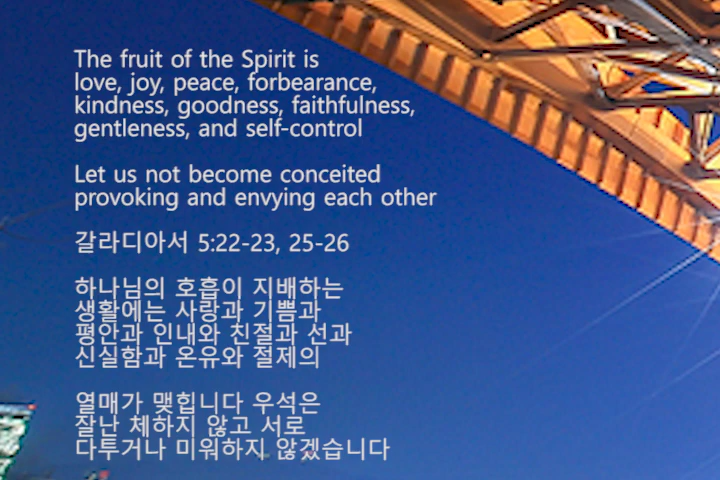 The fruit of the Spirit is
love, joy, peace, forbearance,
kindness, goodness, faithfulness,
gentleness, and self-control
Let us not become conceited
provoking and envying each other
갈라디아서 5:22-23, 25-26
하나님의 호흡이 지배하는
생활에는 사랑과 기쁨과
평안과 인내와 친절과 선과
신실함과 온유와 절제의
열매가 맺힙니다 우석은
잘난 체하지 않고 서로
다투거나 미워하지 않겠습니다